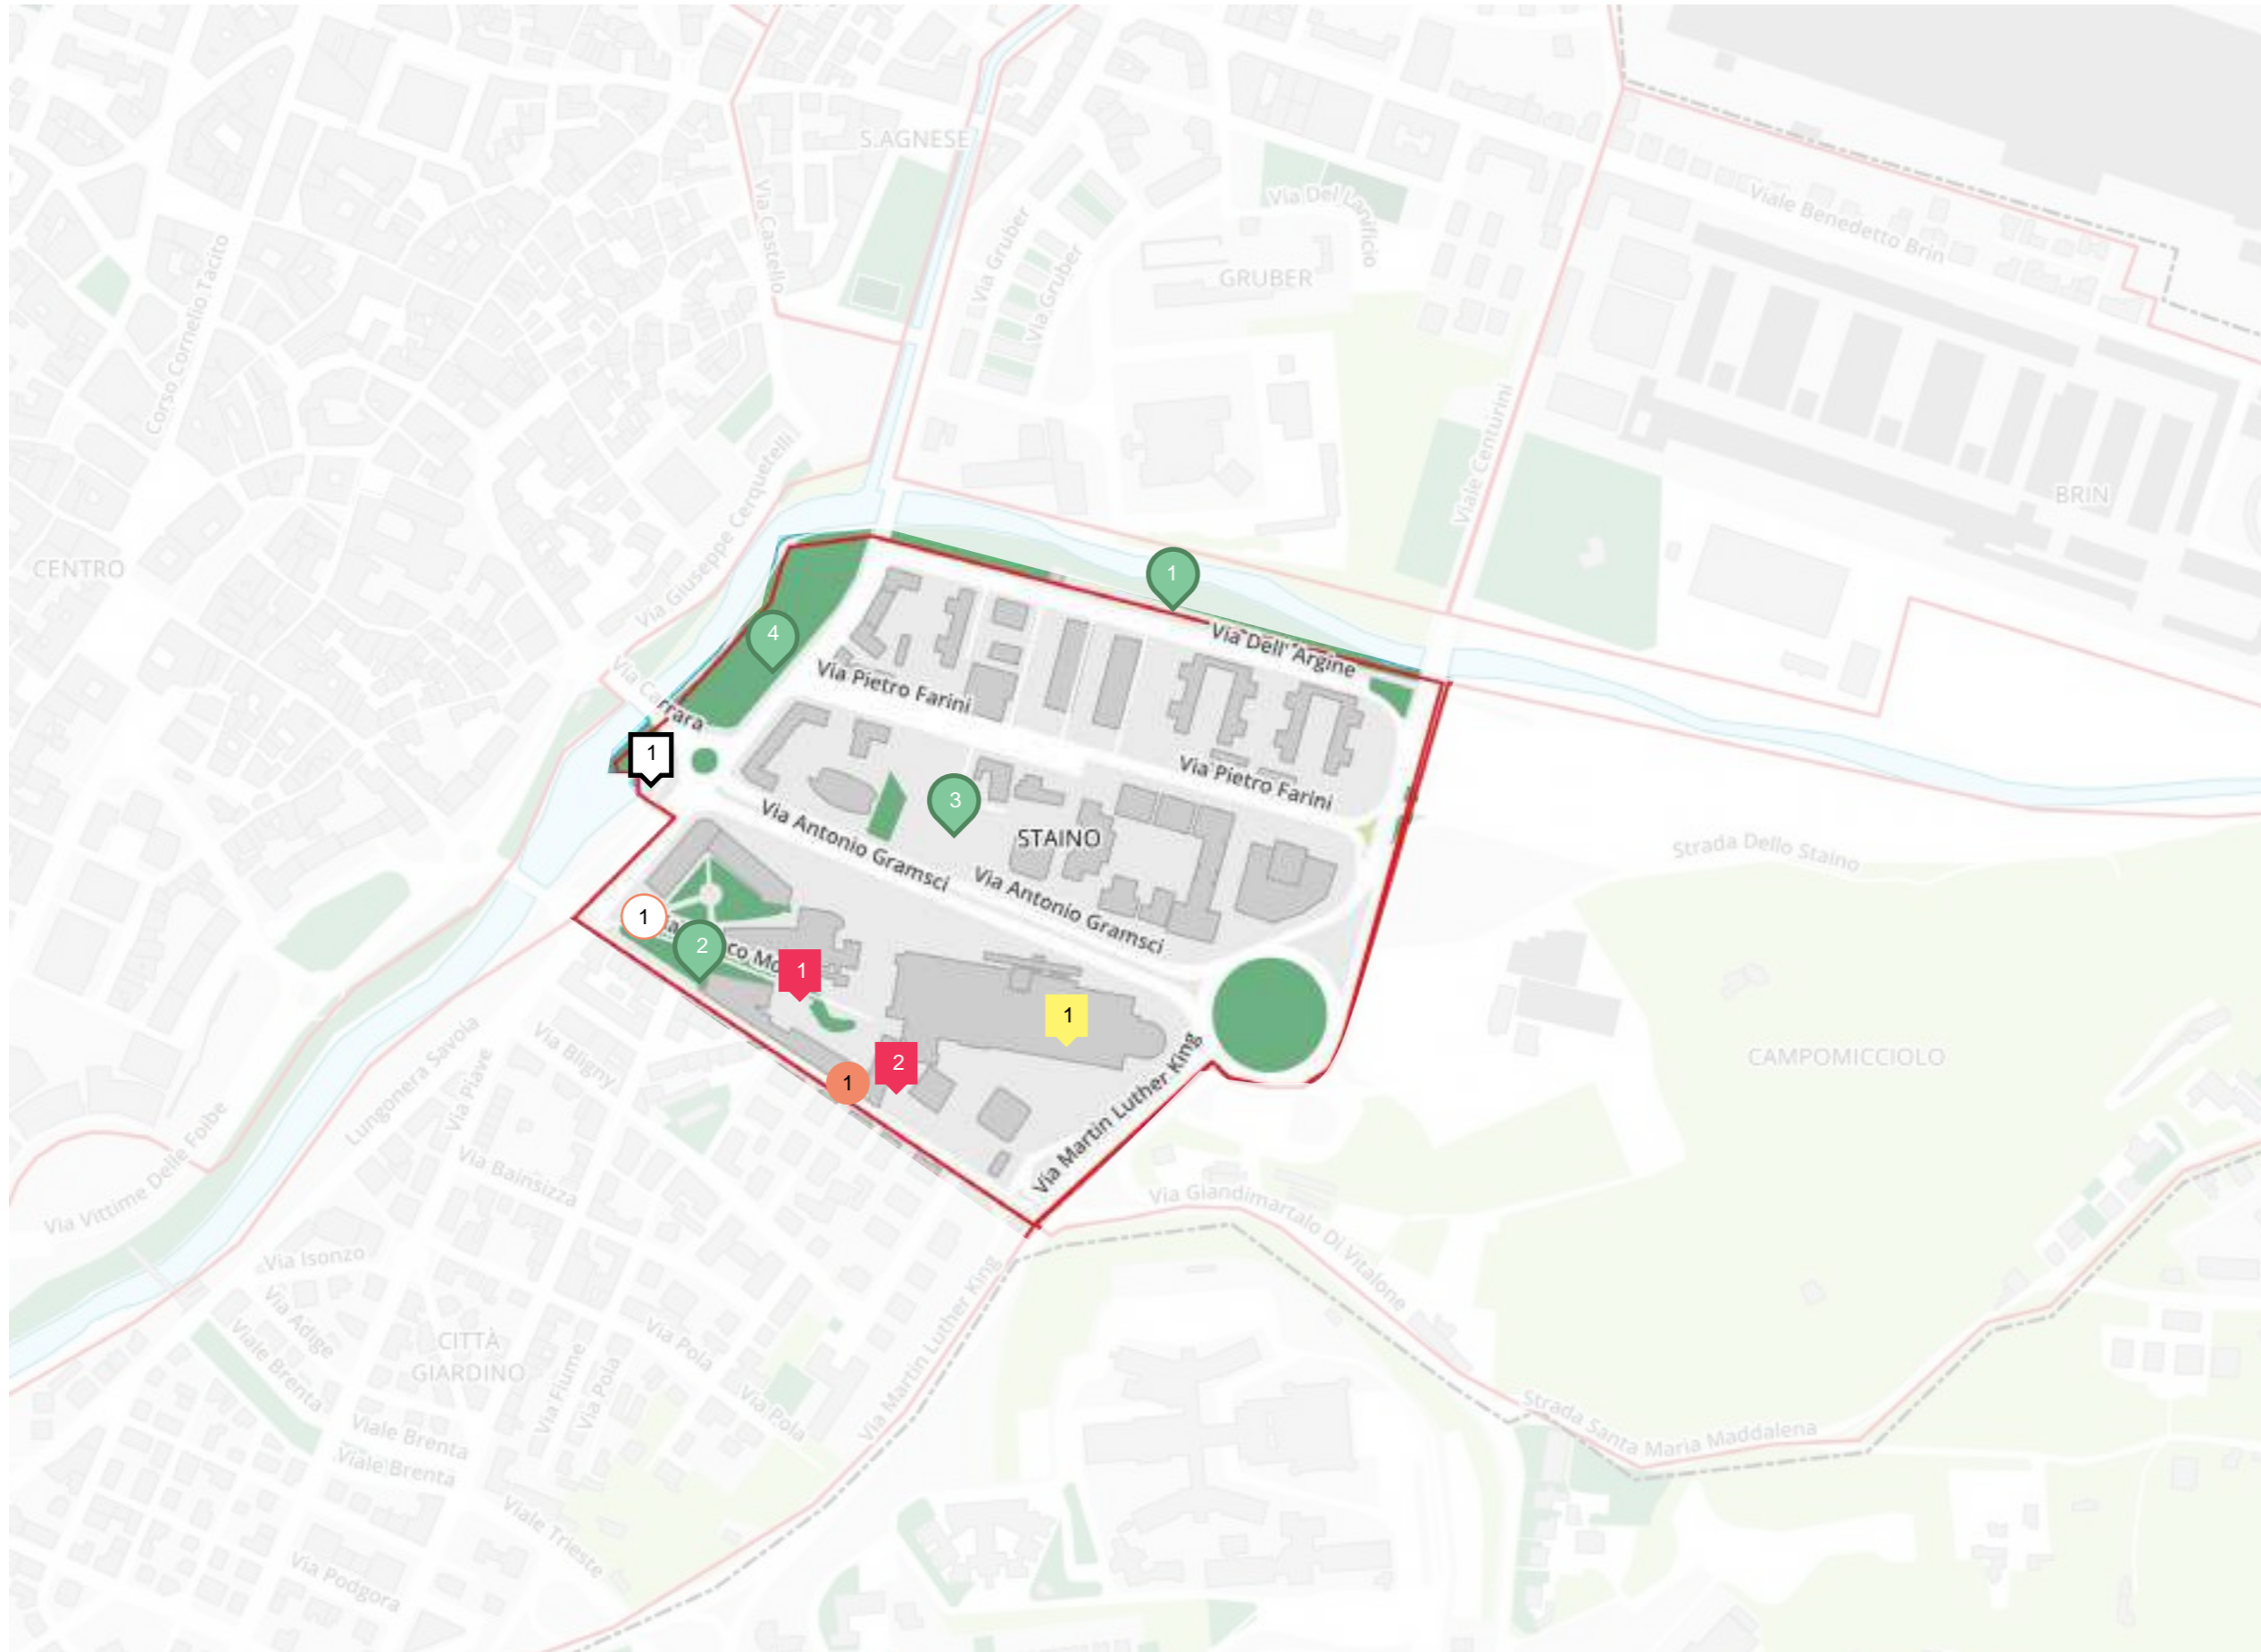 S.AGNESE
Via Castello
Via Gruber
Via Gruber
Via Del Lanificio
GRUBER
Viale Benedetto Brin
Corso Cornelio Tacito
Viale Centurini
BRIN
Via Giuseppe Cerquetelli
CENTRO
1
Via Dell' Argine
4
Via Pietro Farini
Via Carrara
1
Via Pietro Farini
3
STAINO
Via Antonio Gramsci
Via Antonio Gramsci
Strada Dello Staino
1
2
co Mo
1
1
2
1
Via Martin Luther King
CAMPOMICCIOLO
Lungonera Savoia
Via Piave
Via Bligny
Via Bainsizza
Via Vittime Delle Foibe
Via Giandimartalo Di Vitalone
Via Isonzo
Via Adige
Viale Brenta
CITTÀ
GIARDINO
Via Fiume
Via Pola
Via Pola
Via Pola
Via Martin Luther King
Viale Brenta
Viale Brenta
Viale Trieste
Via Podgora
Strada Santa Maria Maddalena